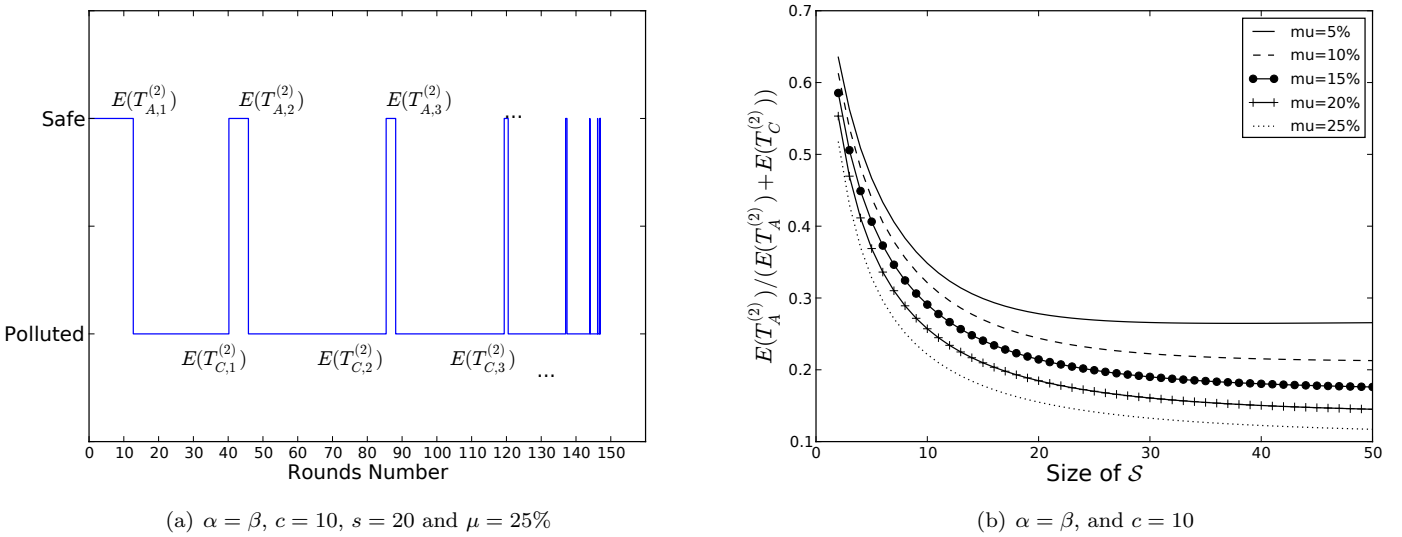 Safe
Polluted
E(T_{A,1}^{(2)})
E(T_{A,2}^{(2)})
E(T_{A,3}^{(2)})
...
E(T_{C,1}^{(2)})
E(T_{C,2}^{(2)})
E(T_{C,3}^{(2)})
...
0 10 20 30 40 50 60 70 80 90 100 110 120 130 140 150
Rounds Number
(a) α = β, c = 10, s = 20 and μ = 25%
E(T_A^{(2)})/(E(T_A^{(2)})+E(T_C^{(2)}))
0.7
0.6
0.5
0.4
0.3
0.2
0.1
mu=5%
mu=10%
mu=15%
mu=20%
mu=25%
0 10 20 30 40 50
Size of 𝒮
(b) α = β, and c = 10